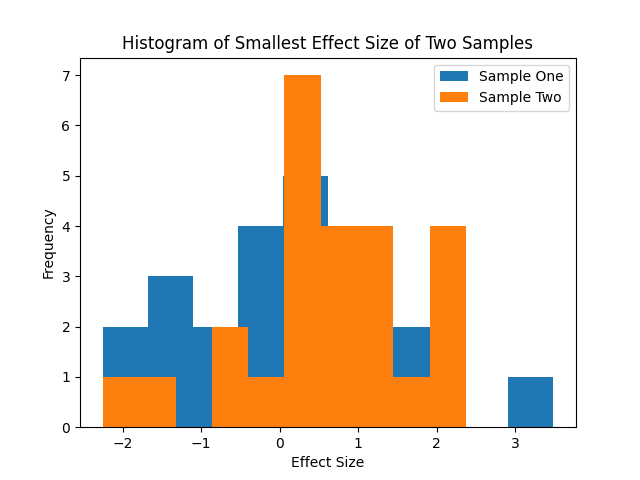 Histogram of Smallest Effect Size of Two Samples
Sample One
Sample Two
7
6
5
4
3
2
1
0
Frequency
−2
−1
0
1
2
3
Effect Size